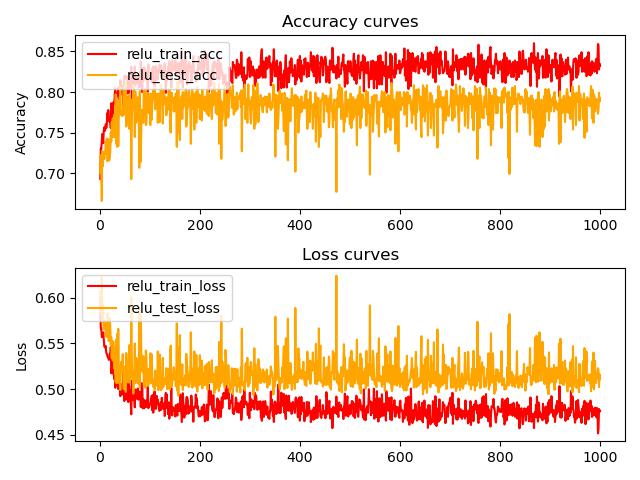 Accuracy curves
relu_train_acc
relu_test_acc
Accuracy
0.85
0.80
0.75
0.70
0 200 400 600 800 1000
Loss curves
relu_train_loss
relu_test_loss
Loss
0.60
0.55
0.50
0.45
0 200 400 600 800 1000